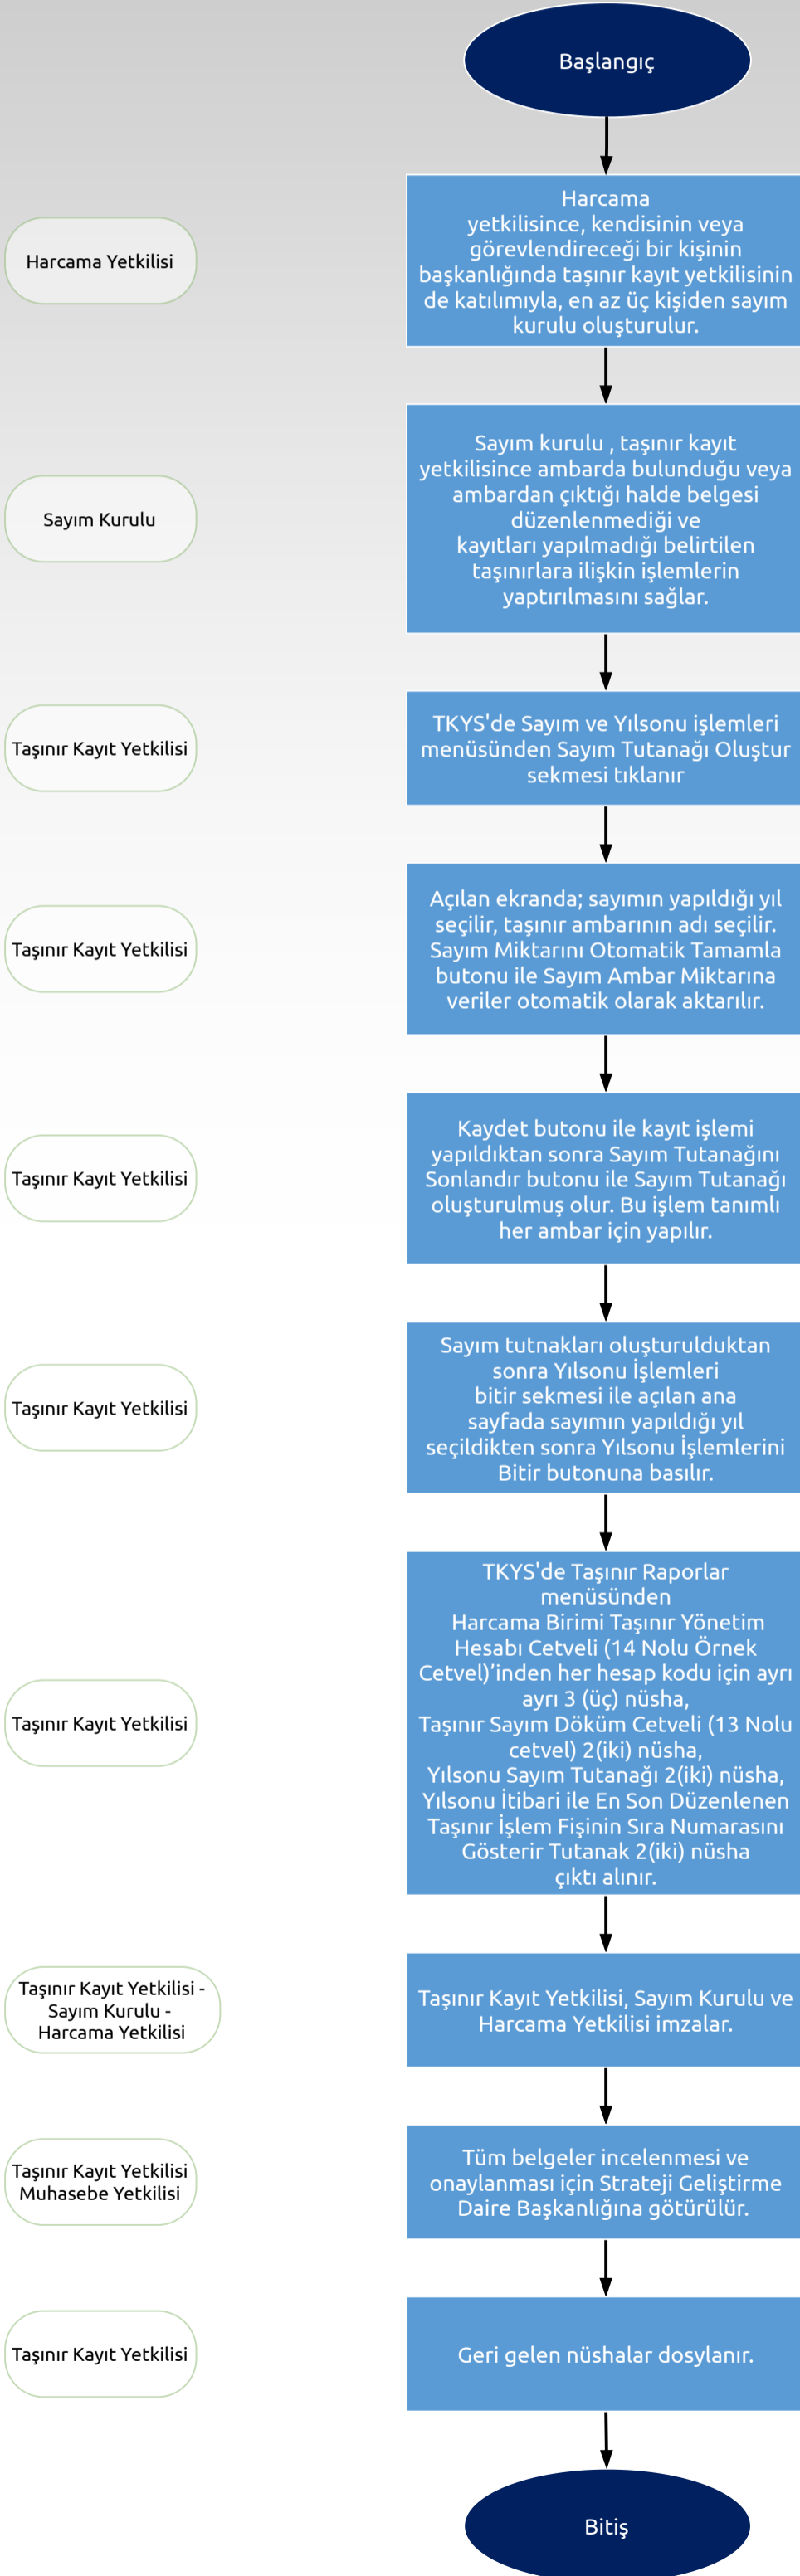 Başlangıç
Harcama Yetkilisi
Harcama
yetkilisince, kendisinin veya
görevlendireceği bir kişinin
başkanlığında taşınır kayıt yetkilisinin
de katılımıyla, en az üç kişiden sayım
kurulu oluşturulur.
Sayım Kurulu
Sayım kurulu , taşınır kayıt
yetkilisince ambarda bulunduğu veya
ambardan çıktığı halde belgesi
düzenlenmediği ve
kayıtları yapılmadığı belirtilen
taşınırlara ilişkin işlemlerin
yaptırılmasını sağlar.
Taşınır Kayıt Yetkilisi
TKYS'de Sayım ve Yılsonu işlemleri
menüsünden Sayım Tutanağı Oluştur
sekmesi tıklanır
Taşınır Kayıt Yetkilisi
Açılan ekranda; sayımın yapıldığı yıl
seçilir, taşınır ambarının adı seçilir.
Sayım Miktarını Otomatik Tamamla
butonu ile Sayım Ambar Miktarına
veriler otomatik olarak aktarılır.
Taşınır Kayıt Yetkilisi
Kaydet butonu ile kayıt işlemi
yapıldıktan sonra Sayım Tutanağını
Sonlandır butonu ile Sayım Tutanağı
oluşturulmuş olur. Bu işlem tanımlı
her ambar için yapılır.
Taşınır Kayıt Yetkilisi
Sayım tutnakları oluşturulduktan
sonra Yılsonu İşlemleri
bitir sekmesi ile açılan ana
sayfada sayımın yapıldığı yıl
seçildikten sonra Yılsonu İşlemlerini
Bitir butonuna basılır.
Taşınır Kayıt Yetkilisi
TKYS'de Taşınır Raporlar
menüsünden
Harcama Birimi Taşınır Yönetim
Hesabı Cetveli (14 Nolu Örnek
Cetvel)’inden her hesap kodu için ayrı
ayrı 3 (üç) nüsha,
Taşınır Sayım Döküm Cetveli (13 Nolu
cetvel) 2(iki) nüsha,
Yılsonu Sayım Tutanağı 2(iki) nüsha,
Yılsonu İtibari ile En Son Düzenlenen
Taşınır İşlem Fişinin Sıra Numarasını
Gösterir Tutanak 2(iki) nüsha
çıktı alınır.
Taşınır Kayıt Yetkilisi -
Sayım Kurulu -
Harcama Yetkilisi
Taşınır Kayıt Yetkilisi, Sayım Kurulu ve
Harcama Yetkilisi imzalar.
Taşınır Kayıt Yetkilisi
Muhasebe Yetkilisi
Tüm belgeler incelenmesi ve
onaylanması için Strateji Geliştirme
Daire Başkanlığına götürülür.
Taşınır Kayıt Yetkilisi
Geri gelen nüshalar dosylanır.
Bitiş